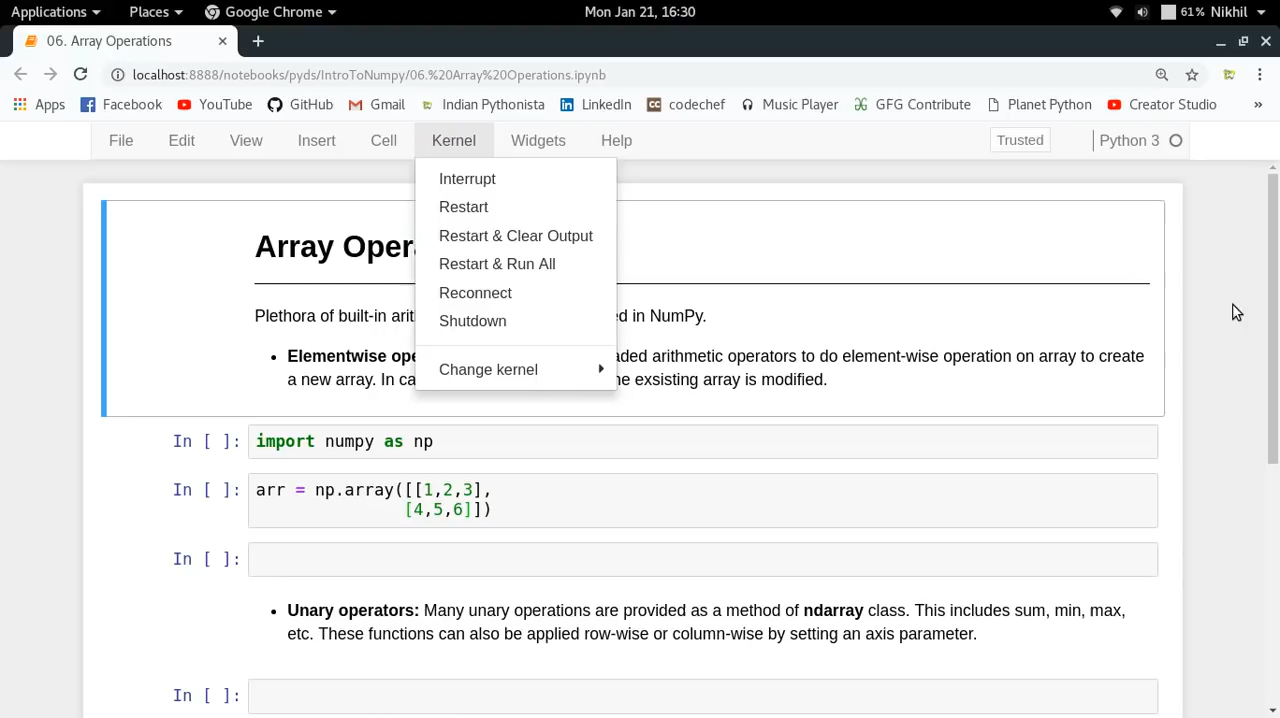 Applications Places Google Chrome Mon Jan 21, 16:30 61% Nikhil
06. Array Operations
localhost:8888/notebooks/pyds/IntroToNumpy/06.%20Array%20Operations.ipynb
Apps Facebook YouTube GitHub Gmail Indian Pythonista LinkedIn codechef Music Player GFG Contribute Planet Python Creator Studio »
File Edit View Insert Cell Kernel Widgets Help Trusted Python 3
Interrupt
Restart
Restart & Clear Output
Restart & Run All
Reconnect
Shutdown
Change kernel
Array Oper
Plethora of built-in arit ed in NumPy.
Elementwise ope aded arithmetic operators to do element-wise operation on array to create
a new array. In ca he exsisting array is modified.
In [ ]: import numpy as np
In [ ]: arr = np.array([[1,2,3],
[4,5,6]])
In [ ]:
Unary operators: Many unary operations are provided as a method of ndarray class. This includes sum, min, max,
etc. These functions can also be applied row-wise or column-wise by setting an axis parameter.
In [ ]: